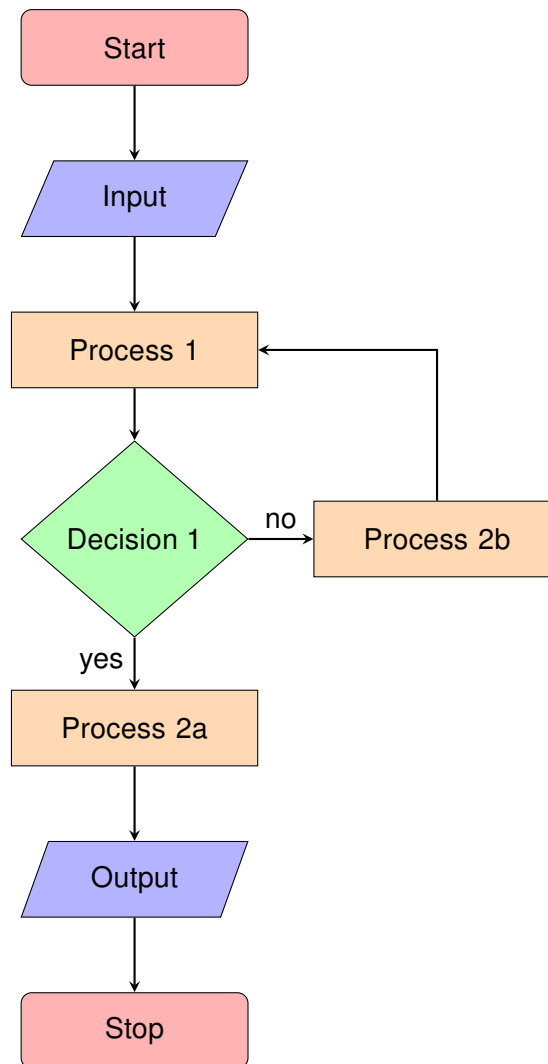 Start
Input
Process 1
Decision 1
no
Process 2b
yes
Process 2a
Output
Stop